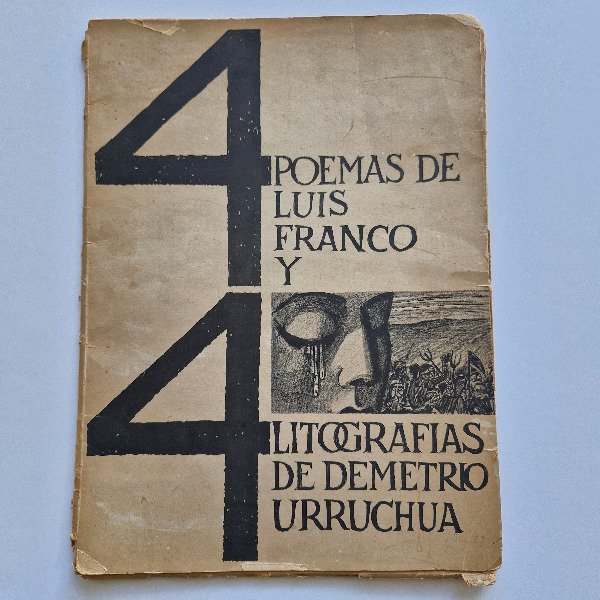 4 POEMAS DE
LUIS
FRANCO
Y
4 LITOGRAFIAS
DE DEMETRIO
URRUCHUA